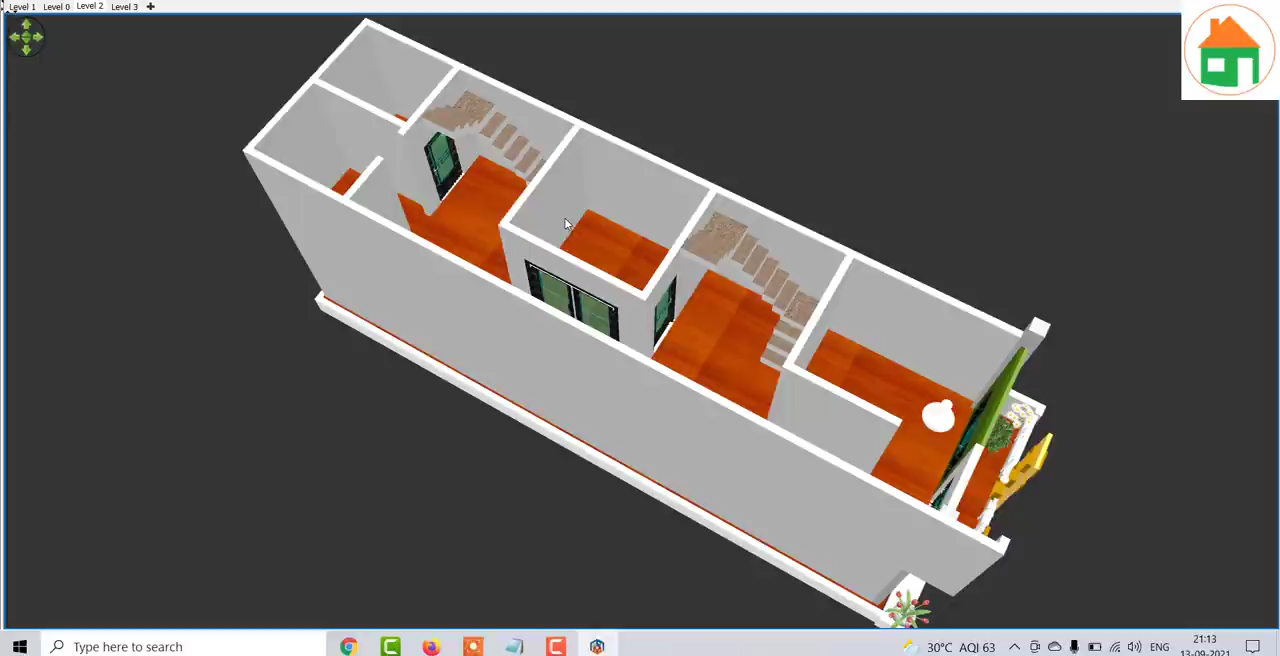 Level 1 Level 0 Level 2 Level 3
Type here to search
30°C AQI 63
ENG
21:13
13-09-2021